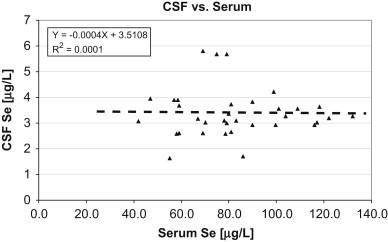 CSF vs. Serum
Y = -0.0004X + 3.5108
R² = 0.0001
CSF Se [µg/L]
7
6
5
4
3
2
1
0
0.0 20.0 40.0 60.0 80.0 100.0 120.0 140.0
Serum Se [µg/L]